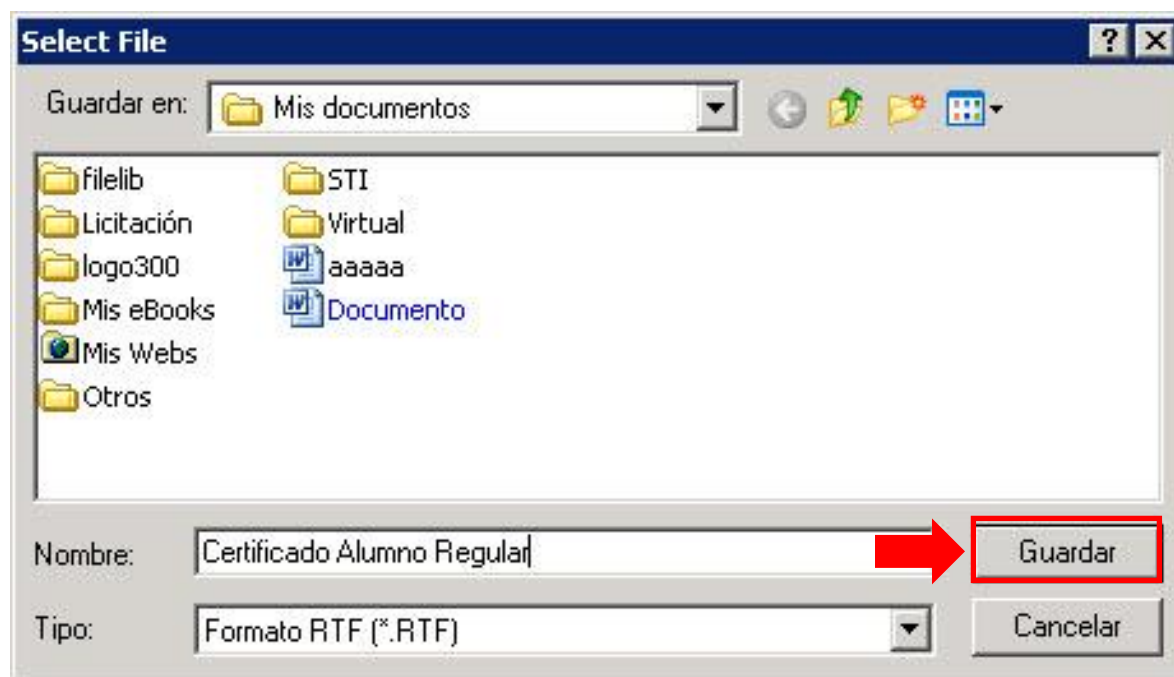 Select File
Guardar en: Mis documentos
filelib
Licitación
logo300
Mis eBooks
Mis Webs
Otros
STI
Virtual
aaaaa
Documento
Nombre: Certificado Alumno Regular
Guardar
Tipo: Formato RTF (*.RTF)
Cancelar